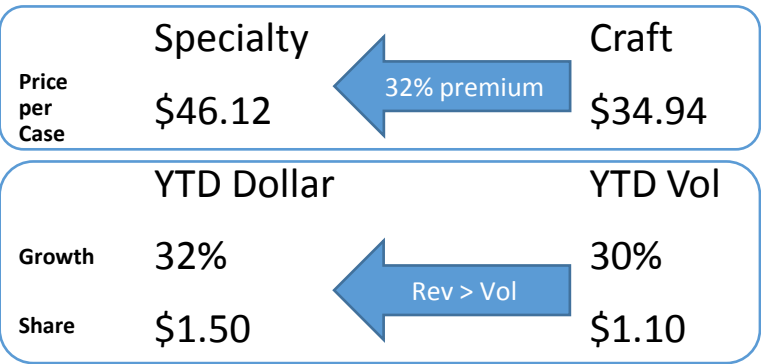 Specialty Craft
Price
per
Case
$46.12 32% premium $34.94
YTD Dollar YTD Vol
Growth 32% 30%
Rev > Vol
Share $1.50 $1.10